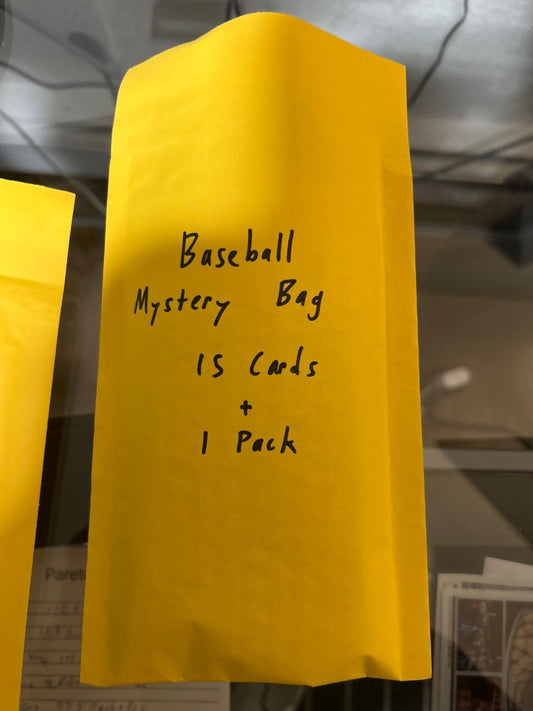 Baseball
Mystery Bag
15 Cards
+
1 Pack